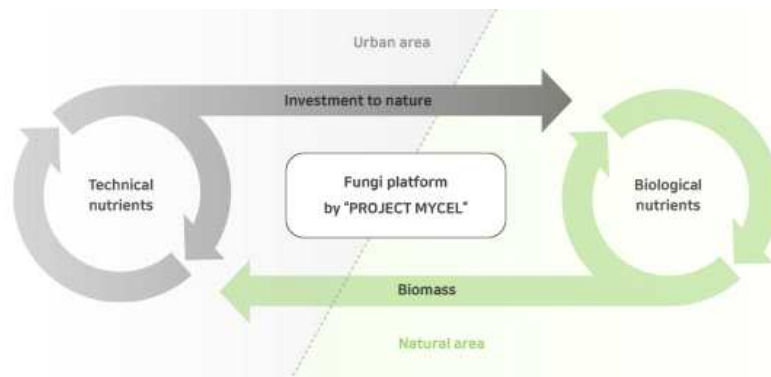 Urban area
Investment to nature
Technical
nutrients
Fungi platform
by "PROJECT MYCEL"
Biological
nutrients
Biomass
Natural area